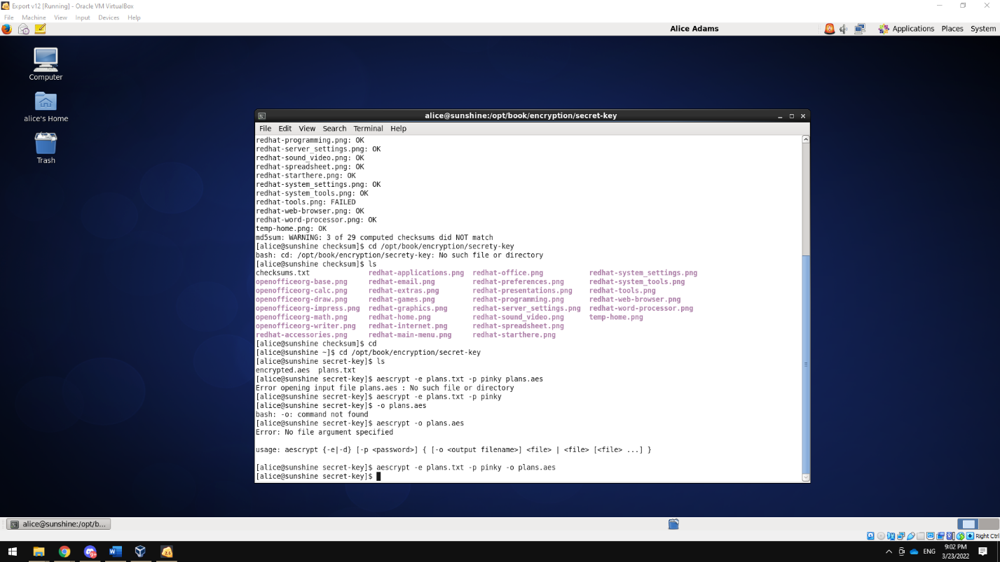 Export v12 [Running] - Oracle VM VirtualBox
File Machine View Input Devices Help
Alice Adams
Applications Places System
Computer
alice's Home
Trash
alice@sunshine:/opt/book/encryption/secret-key
File Edit View Search Terminal Help
redhat-programming.png: OK
redhat-server_settings.png: OK
redhat-sound_video.png: OK
redhat-spreadsheet.png: OK
redhat-starthere.png: OK
redhat-system_settings.png: OK
redhat-system_tools.png: OK
redhat-tools.png: FAILED
redhat-web-browser.png: OK
redhat-word-processor.png: OK
temp-home.png: OK
md5sum: WARNING: 3 of 29 computed checksums did NOT match
[alice@sunshine checksum]$ cd /opt/book/encryption/secrety-key
bash: cd: /opt/book/encryption/secrety-key: No such file or directory
[alice@sunshine checksum]$ ls
checksums.txt redhat-applications.png redhat-office.png redhat-system_settings.png
openofficeorg-base.png redhat-email.png redhat-preferences.png redhat-system_tools.png
openofficeorg-calc.png redhat-extras.png redhat-presentations.png redhat-tools.png
openofficeorg-draw.png redhat-games.png redhat-programming.png redhat-web-browser.png
openofficeorg-impress.png redhat-graphics.png redhat-server_settings.png redhat-word-processor.png
openofficeorg-math.png redhat-home.png redhat-sound_video.png temp-home.png
openofficeorg-writer.png redhat-internet.png redhat-spreadsheet.png
redhat-accessories.png redhat-main-menu.png redhat-starthere.png
[alice@sunshine checksum]$ cd
[alice@sunshine ~]$ cd /opt/book/encryption/secret-key
[alice@sunshine secret-key]$ ls
encrypted.aes plans.txt
[alice@sunshine secret-key]$ aescrypt -e plans.txt -p pinky plans.aes
Error opening input file plans.aes : No such file or directory
[alice@sunshine secret-key]$ aescrypt -e plans.txt -p pinky
[alice@sunshine secret-key]$ -o plans.aes
bash: -o: command not found
[alice@sunshine secret-key]$ aescrypt -o plans.aes
Error: No file argument specified
usage: aescrypt {-e|-d} [-p <password>] { [-o <output filename>] <file> | <file> [<file> ...] }
[alice@sunshine secret-key]$ aescrypt -e plans.txt -p pinky -o plans.aes
[alice@sunshine secret-key]$
alice@sunshine:/opt/b...
Right Ctrl
ENG
9:02 PM
3/23/2022